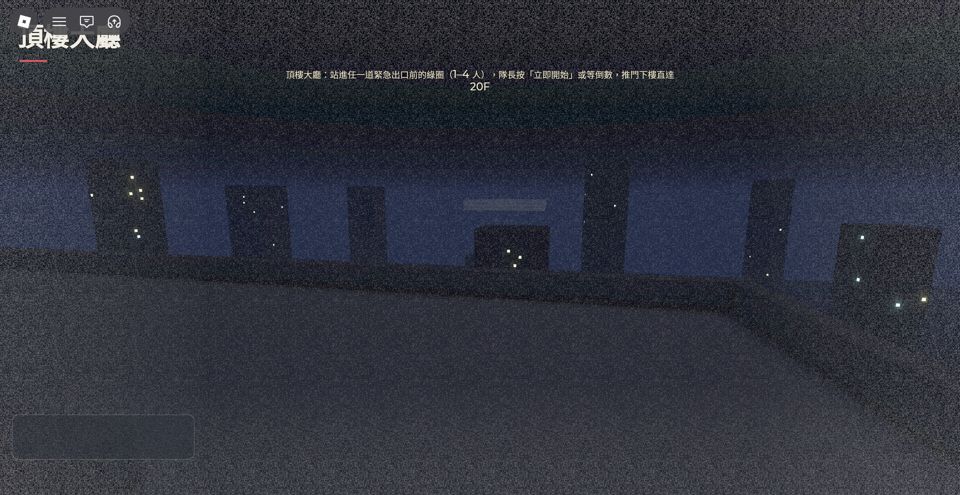 頂樓大廳
頂樓大廳：站進任一道緊急出口前的綠圈（1–4 人），隊長按「立即開始」或等倒數，推門下樓直達
20F